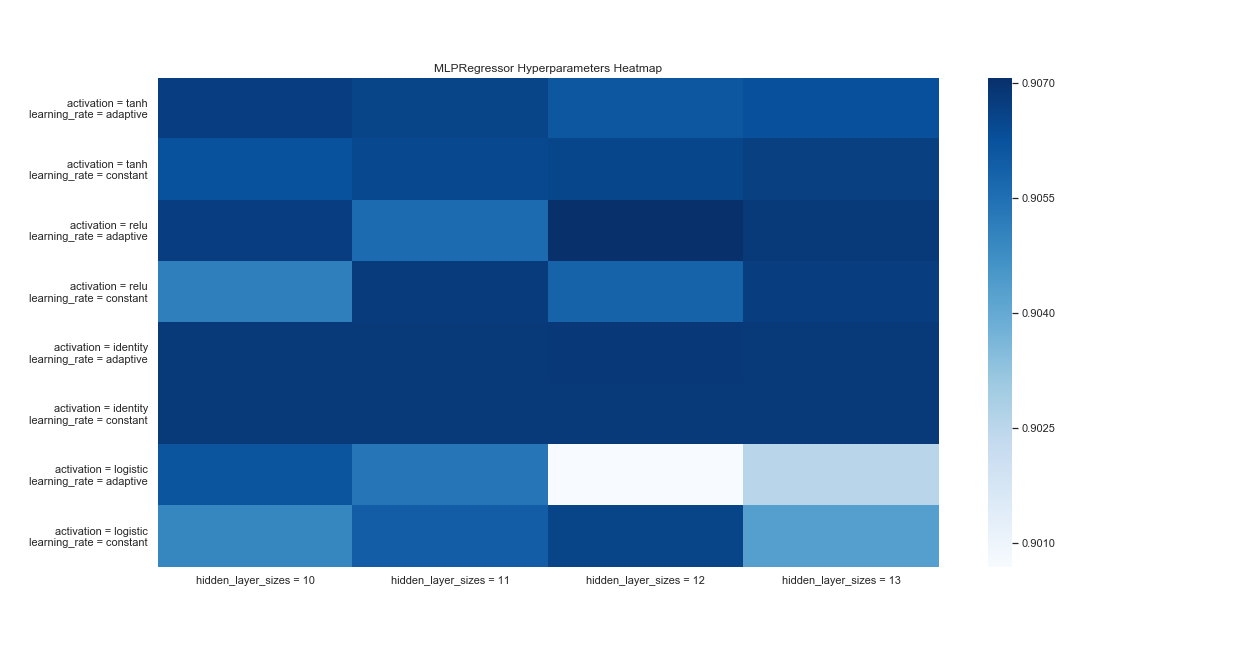 MLPRegressor Hyperparameters Heatmap
activation = tanh
learning_rate = adaptive
activation = tanh
learning_rate = constant
activation = relu
learning_rate = adaptive
activation = relu
learning_rate = constant
activation = identity
learning_rate = adaptive
activation = identity
learning_rate = constant
activation = logistic
learning_rate = adaptive
activation = logistic
learning_rate = constant
hidden_layer_sizes = 10
hidden_layer_sizes = 11
hidden_layer_sizes = 12
hidden_layer_sizes = 13
0.9070
0.9055
0.9040
0.9025
0.9010